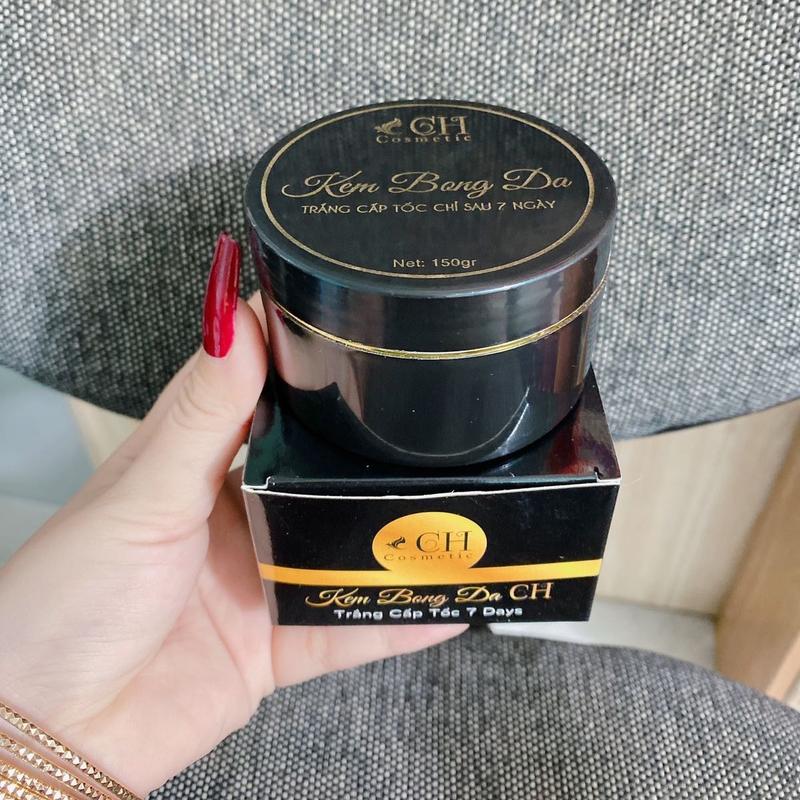 CH
Cosmetic
Kem Bong Da
TRẮNG CẤP TỐC CHỈ SAU 7 NGÀY
Net: 150gr
CH
Cosmetic
Kem Bong Da CH
Trắng Cấp Tốc 7 Days